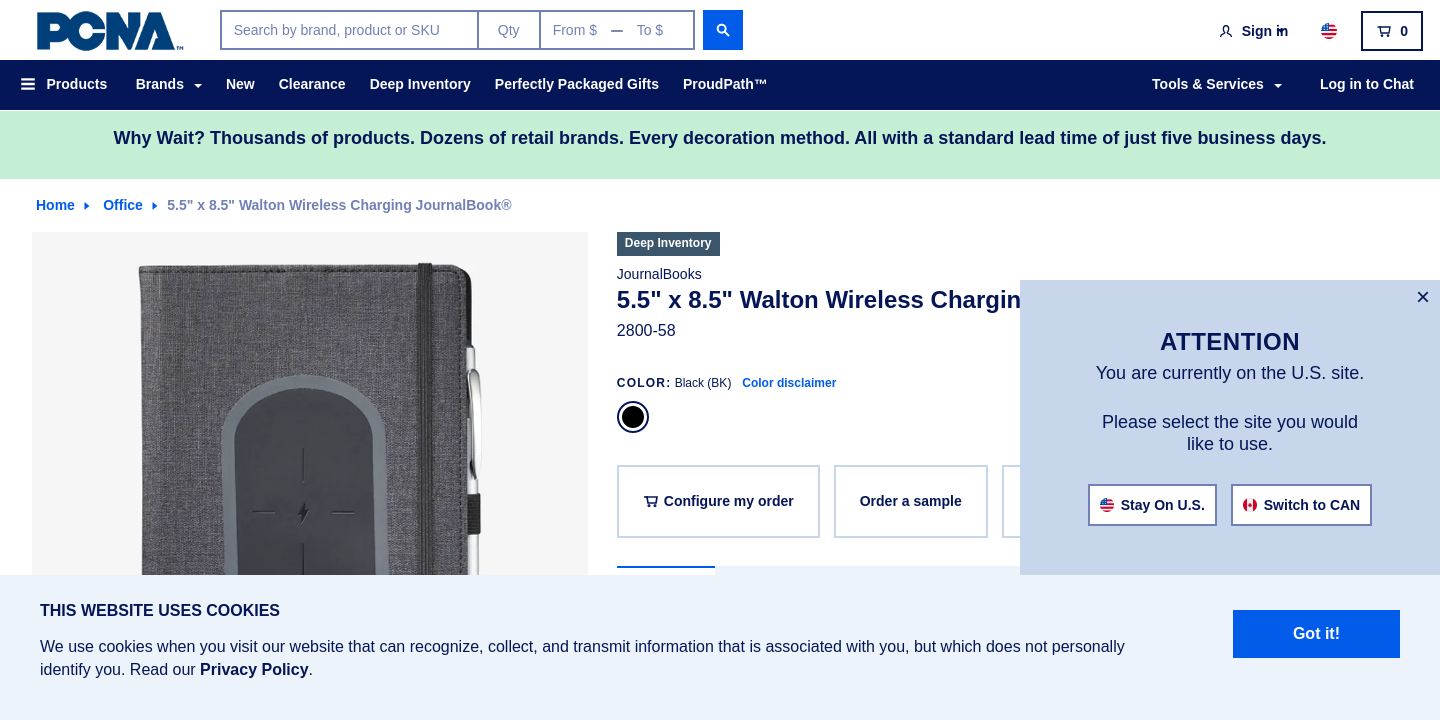 PCNA™
Search by brand, product or SKU
Qty
From $ — To $
Sign in
0
Products
Brands
New
Clearance
Deep Inventory
Perfectly Packaged Gifts
ProudPath™
Tools & Services
Log in to Chat
Why Wait? Thousands of products. Dozens of retail brands. Every decoration method. All with a standard lead time of just five business days.
Home
Office
5.5" x 8.5" Walton Wireless Charging JournalBook®
Deep Inventory
JournalBooks
5.5" x 8.5" Walton Wireless Chargin
2800-58
COLOR: Black (BK) Color disclaimer
Configure my order
Order a sample
×
ATTENTION
You are currently on the U.S. site.
Please select the site you would
like to use.
Stay On U.S.
Switch to CAN
THIS WEBSITE USES COOKIES
We use cookies when you visit our website that can recognize, collect, and transmit information that is associated with you, but which does not personally
identify you. Read our Privacy Policy.
Got it!